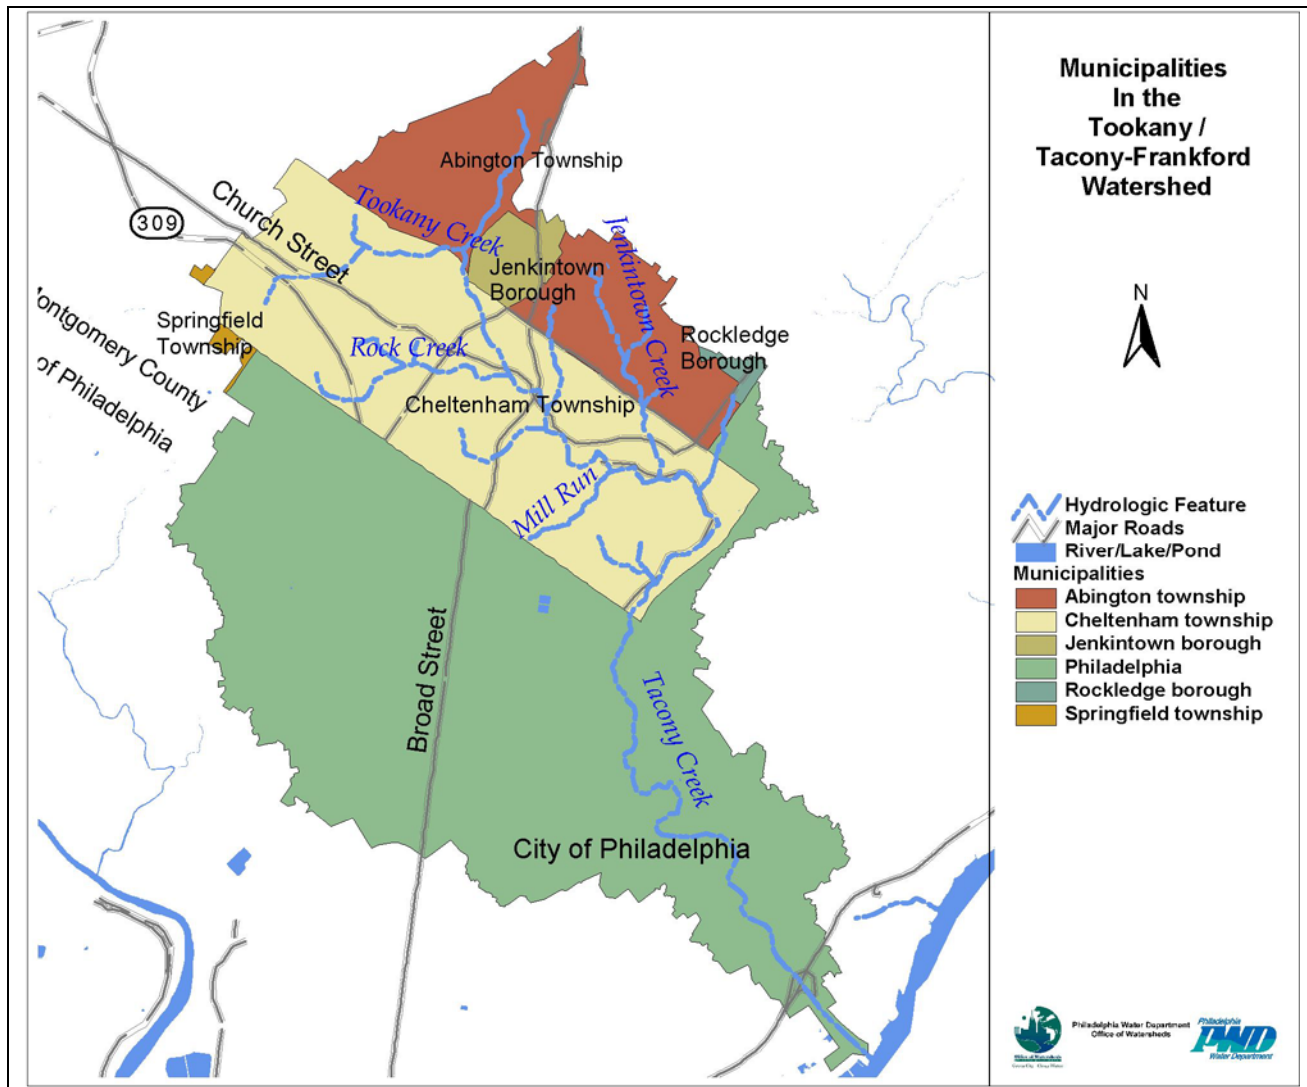 Municipalities
In the
Tookany /
Tacony-Frankford
Watershed
N
Hydrologic Feature
Major Roads
River/Lake/Pond
Municipalities
Abington township
Cheltenham township
Jenkintown borough
Philadelphia
Rockledge borough
Springfield township
Philadelphia Water Department
Office of Watersheds
Philadelphia
PWD
Water Department
Abington Township
Tookany Creek
Church Street
309
Jenkintown Creek
Jenkintown
Borough
Rockledge
Borough
Springfield
Township
Rock Creek
ontgomery County
of Philadelphia
Cheltenham Township
Mill Run
Broad Street
Tacony Creek
City of Philadelphia